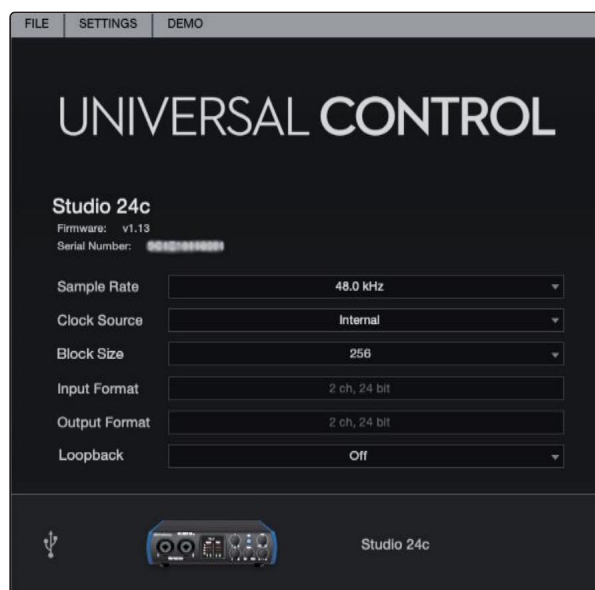 FILE SETTINGS DEMO
UNIVERSAL CONTROL
Studio 24c
Firmware: v1.13
Serial Number:
Sample Rate 48.0 kHz
Clock Source Internal
Block Size 256
Input Format 2 ch, 24 bit
Output Format 2 ch, 24 bit
Loopback Off
Studio 24c